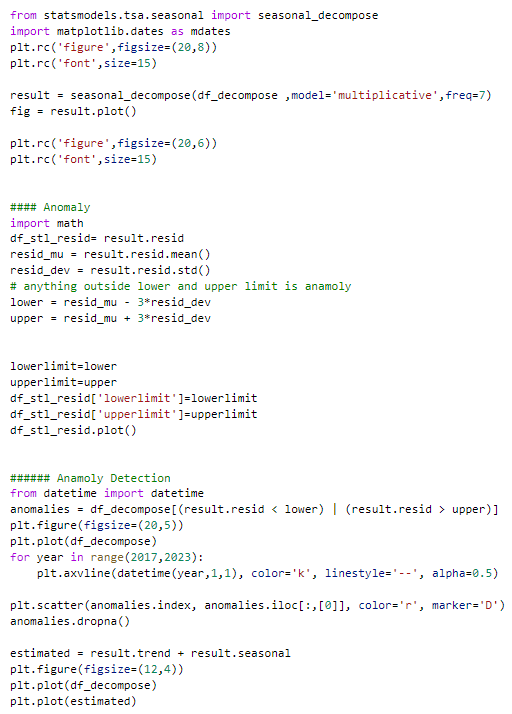 from statsmodels.tsa.seasonal import seasonal_decompose
import matplotlib.dates as mdates
plt.rc('figure',figsize=(20,8))
plt.rc('font',size=15)
result = seasonal_decompose(df_decompose ,model='multiplicative',freq=7)
fig = result.plot()
plt.rc('figure',figsize=(20,6))
plt.rc('font',size=15)
#### Anomaly
import math
df_stl_resid= result.resid
resid_mu = result.resid.mean()
resid_dev = result.resid.std()
# anything outside lower and upper limit is anamoly
lower = resid_mu - 3*resid_dev
upper = resid_mu + 3*resid_dev
lowerlimit=lower
upperlimit=upper
df_stl_resid['lowerlimit']=lowerlimit
df_stl_resid['upperlimit']=upperlimit
df_stl_resid.plot()
###### Anamoly Detection
from datetime import datetime
anomalies = df_decompose[(result.resid < lower) | (result.resid > upper)]
plt.figure(figsize=(20,5))
plt.plot(df_decompose)
for year in range(2017,2023):
    plt.axvline(datetime(year,1,1), color='k', linestyle='--', alpha=0.5)
plt.scatter(anomalies.index, anomalies.iloc[:,[0]], color='r', marker='D')
anomalies.dropna()
estimated = result.trend + result.seasonal
plt.figure(figsize=(12,4))
plt.plot(df_decompose)
plt.plot(estimated)